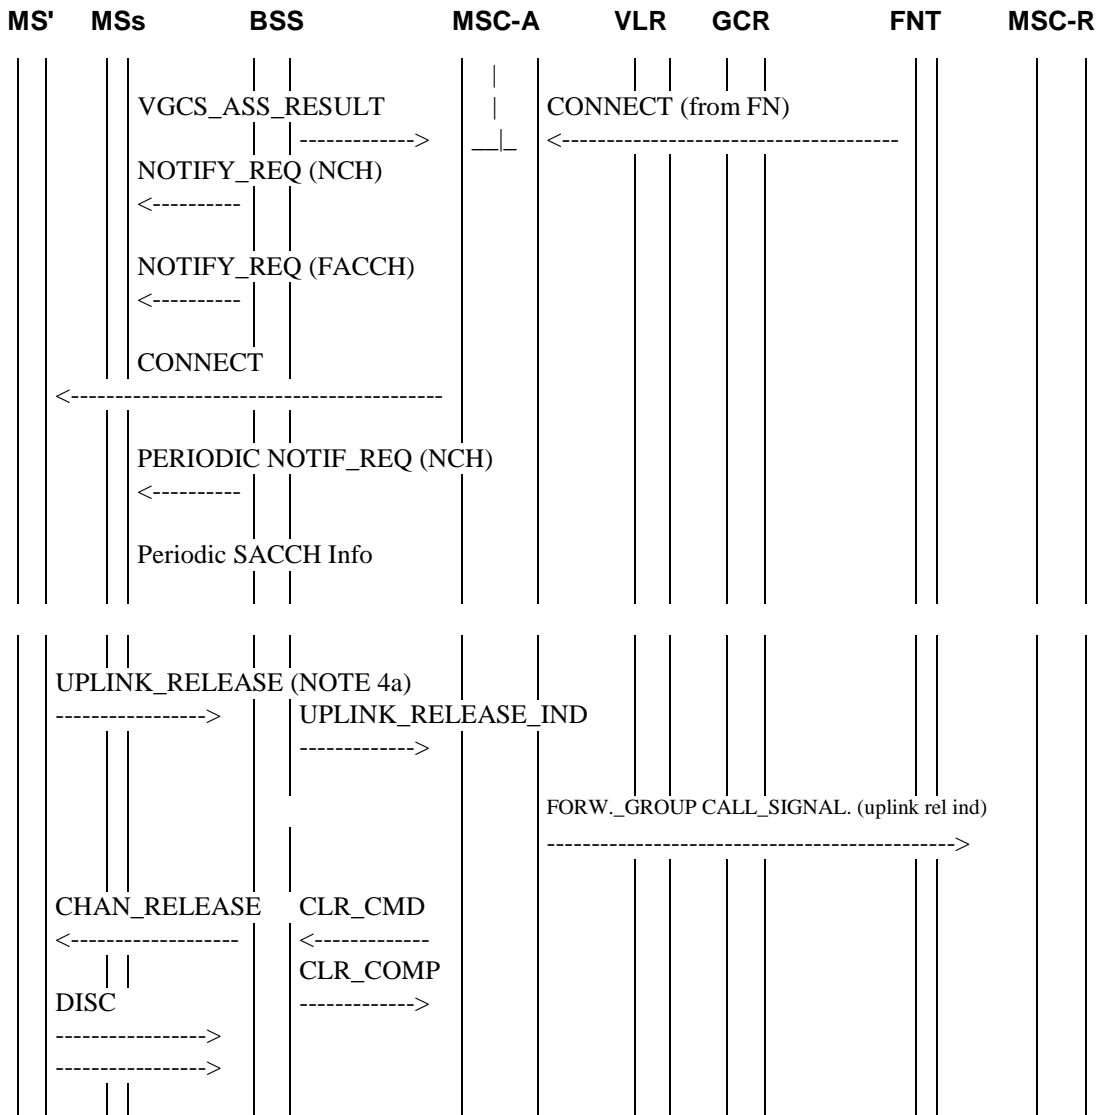 MS' MSs BSS MSC-A VLR GCR FNT MSC-R
VGCS_ASS_RESULT CONNECT (from FN)
-------------> __|_ <--------------------------------------
NOTIFY_REQ (NCH)
<----------
NOTIFY_REQ (FACCH)
<----------
CONNECT
<------------------------------------------
PERIODIC NOTIF_REQ (NCH)
<----------
Periodic SACCH Info
UPLINK_RELEASE (NOTE 4a)
-----------------> UPLINK_RELEASE_IND
------------->
FORW._GROUP CALL_SIGNAL. (uplink rel ind)
---------------------------------------------->
CHAN_RELEASE CLR_CMD
<------------------- <-------------
CLR_COMP
DISC ------------->
----------------->
----------------->